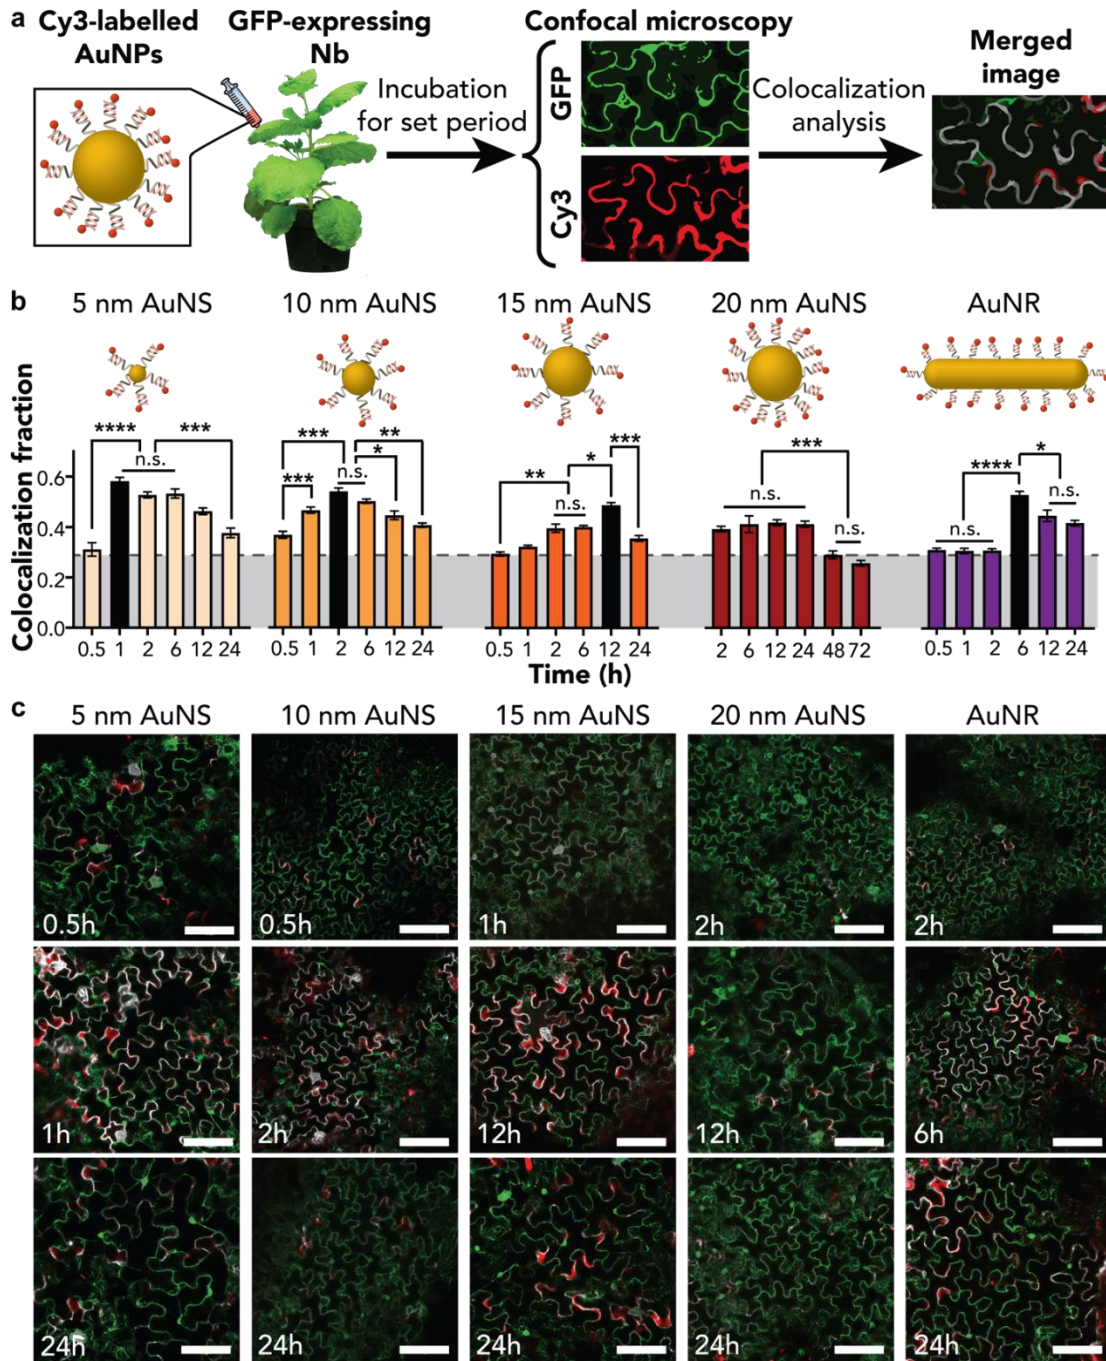 a
Cy3-labelled
AuNPs
GFP-expressing
Nb
Incubation
for set period
Confocal microscopy
GFP
Cy3
Colocalization
analysis
Merged
image
b
5 nm AuNS
10 nm AuNS
15 nm AuNS
20 nm AuNS
AuNR
Colocalization fraction
0.6
0.4
0.2
0.0
**** ***
n.s.
0.5 1 2 6 12 24
*** **
*** *
n.s.
0.5 1 2 6 12 24
***
** *
n.s.
0.5 1 2 6 12 24
***
n.s.
n.s.
2 6 12 24 48 72
**** *
n.s.
n.s.
0.5 1 2 6 12 24
Time (h)
c
5 nm AuNS
10 nm AuNS
15 nm AuNS
20 nm AuNS
AuNR
0.5h
0.5h
1h
2h
2h
1h
2h
12h
12h
6h
24h
24h
24h
24h
24h